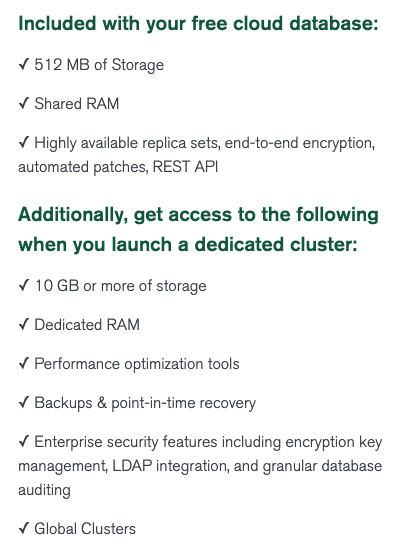 Included with your free cloud database:
✓ 512 MB of Storage
✓ Shared RAM
✓ Highly available replica sets, end-to-end encryption,
automated patches, REST API
Additionally, get access to the following
when you launch a dedicated cluster:
✓ 10 GB or more of storage
✓ Dedicated RAM
✓ Performance optimization tools
✓ Backups & point-in-time recovery
✓ Enterprise security features including encryption key
management, LDAP integration, and granular database
auditing
✓ Global Clusters